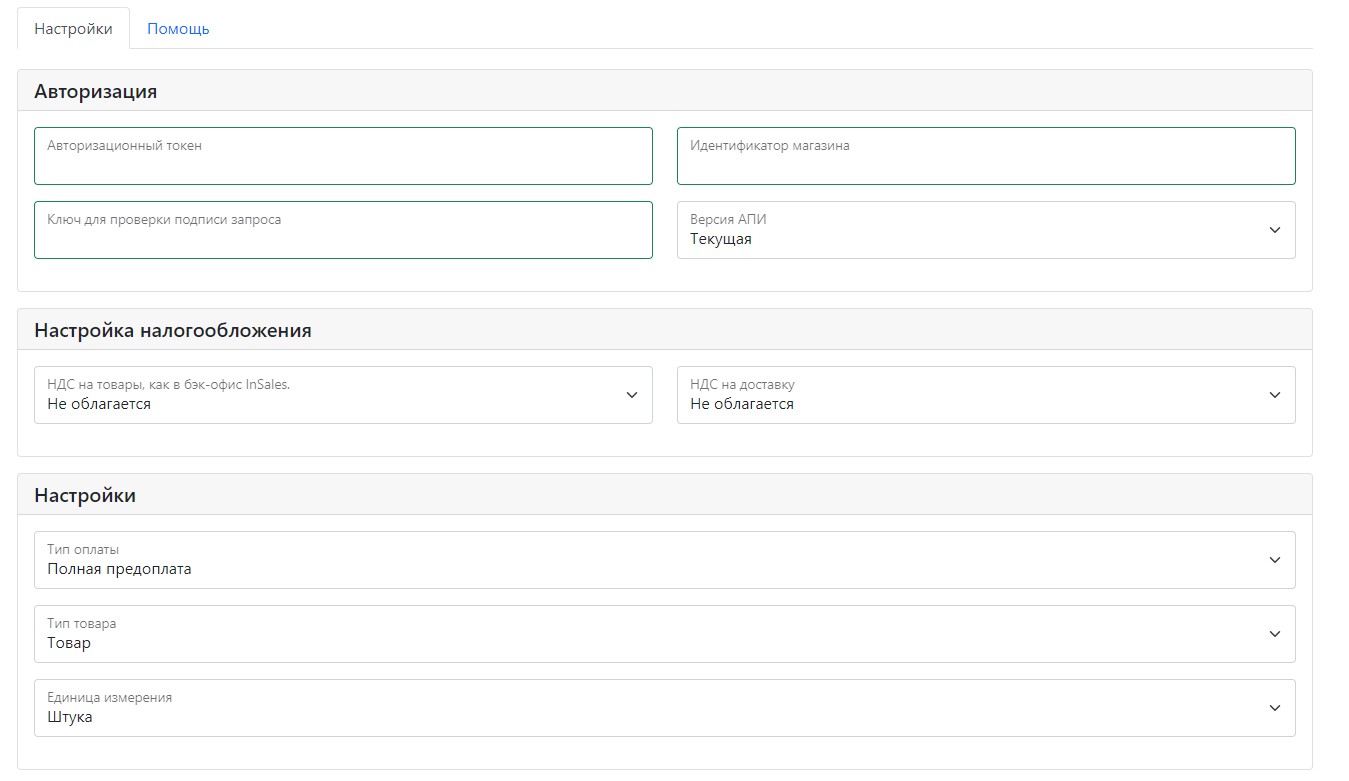 Настройки Помощь
Авторизация
Авторизационный токен
Идентификатор магазина
Ключ для проверки подписи запроса
Версия АПИ
Текущая
Настройка налогообложения
НДС на товары, как в бэк-офис InSales.
Не облагается
НДС на доставку
Не облагается
Настройки
Тип оплаты
Полная предоплата
Тип товара
Товар
Единица измерения
Штука